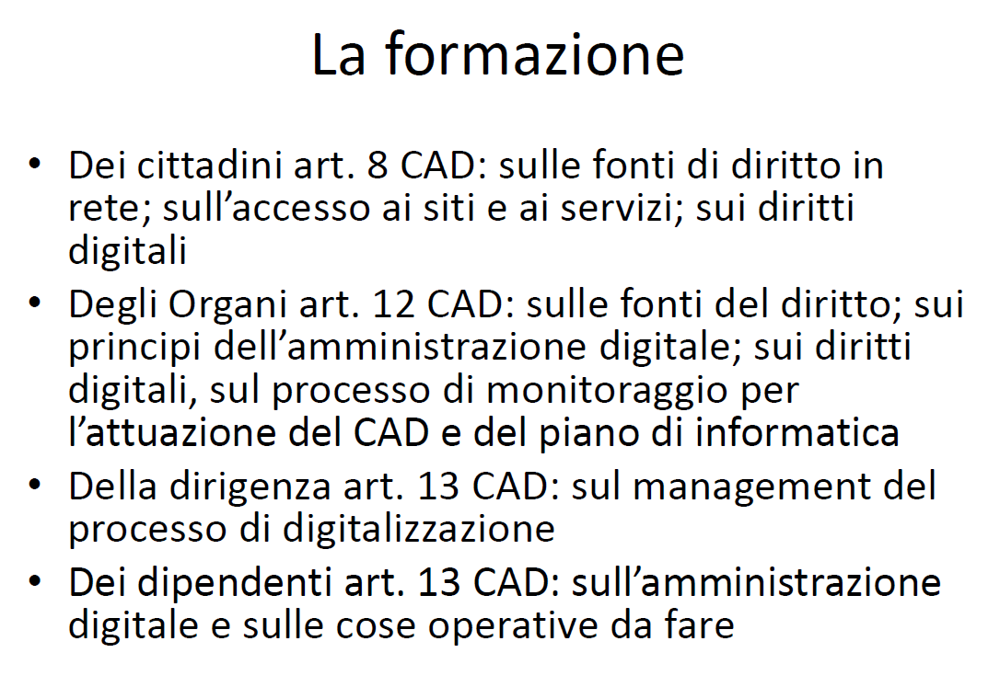 La formazione
• Dei cittadini art. 8 CAD: sulle fonti di diritto in
rete; sull’accesso ai siti e ai servizi; sui diritti
digitali
• Degli Organi art. 12 CAD: sulle fonti del diritto; sui
principi dell’amministrazione digitale; sui diritti
digitali, sul processo di monitoraggio per
l’attuazione del CAD e del piano di informatica
• Della dirigenza art. 13 CAD: sul management del
processo di digitalizzazione
• Dei dipendenti art. 13 CAD: sull’amministrazione
digitale e sulle cose operative da fare